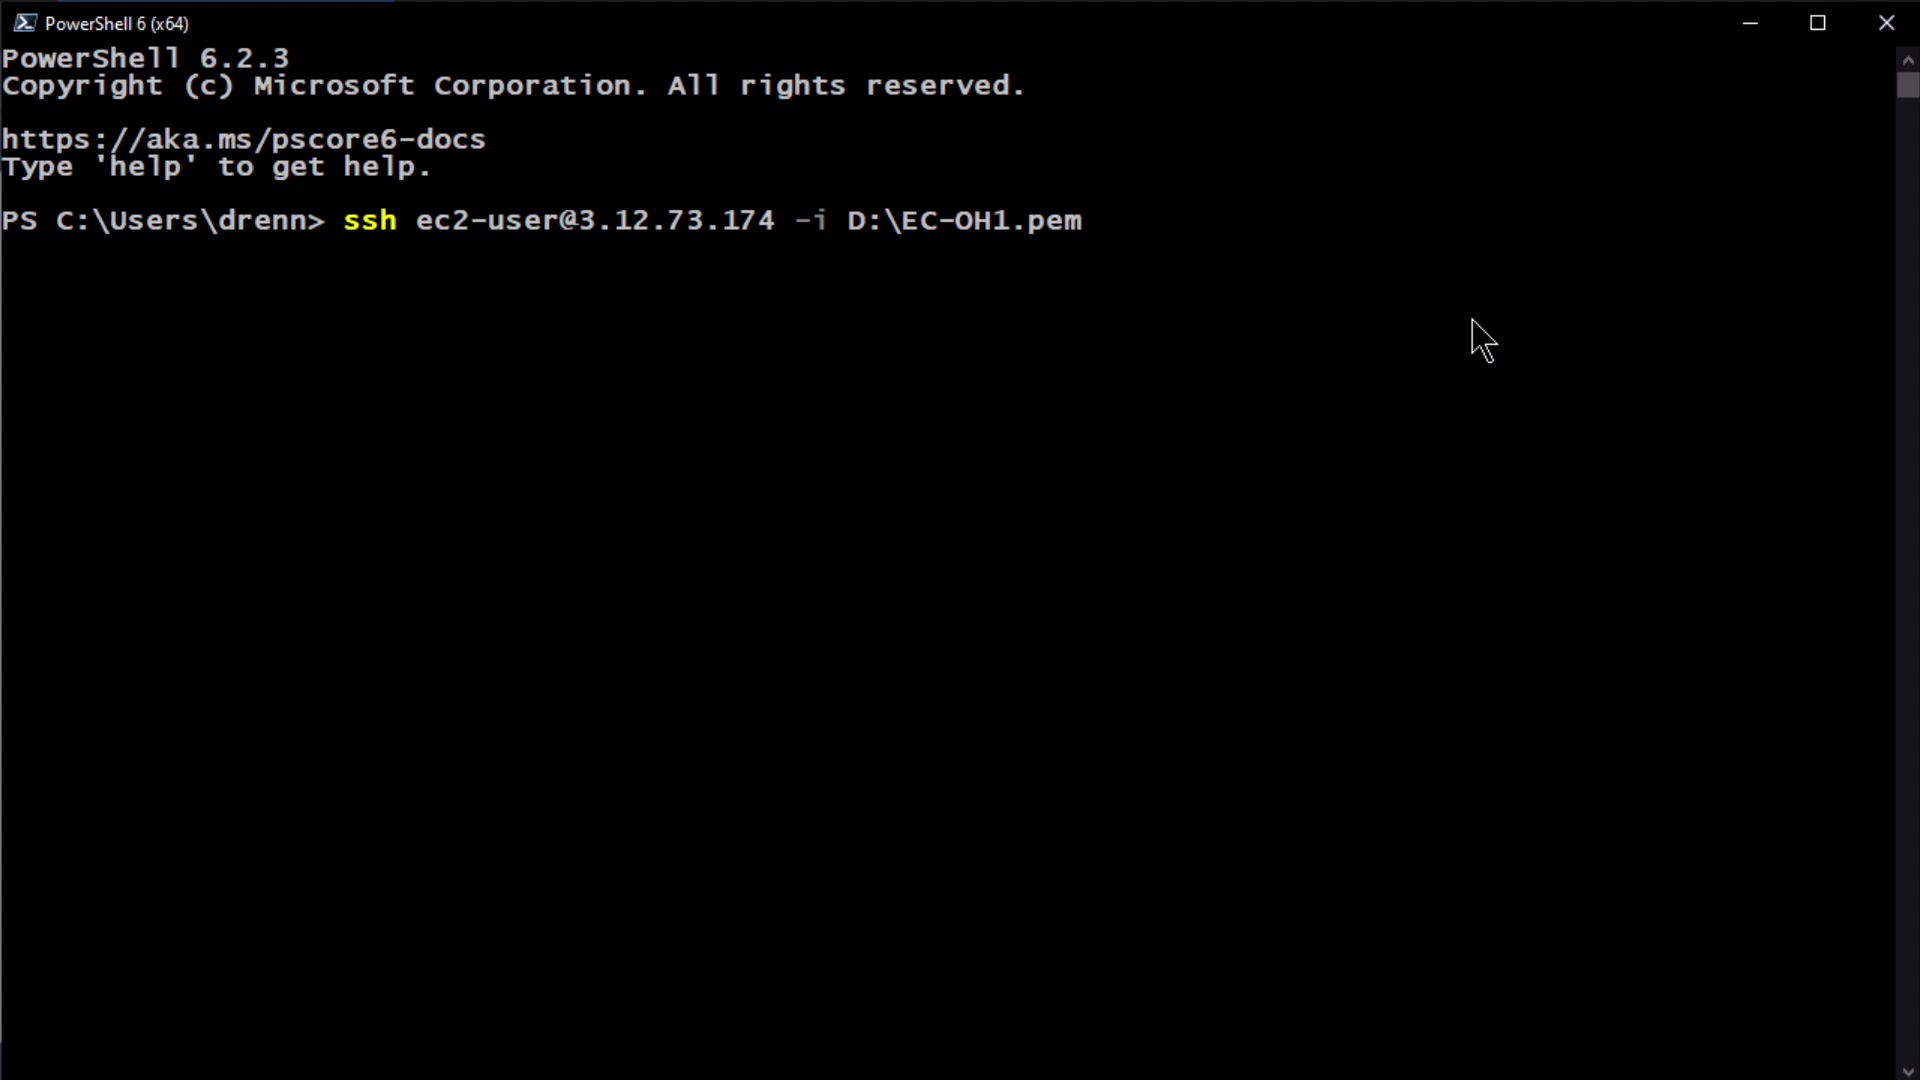 PowerShell 6 (x64)
PowerShell 6.2.3
Copyright (c) Microsoft Corporation. All rights reserved.
https://aka.ms/pscore6-docs
Type 'help' to get help.
PS C:\Users\drenn> ssh ec2-user@3.12.73.174 -i D:\EC-OH1.pem